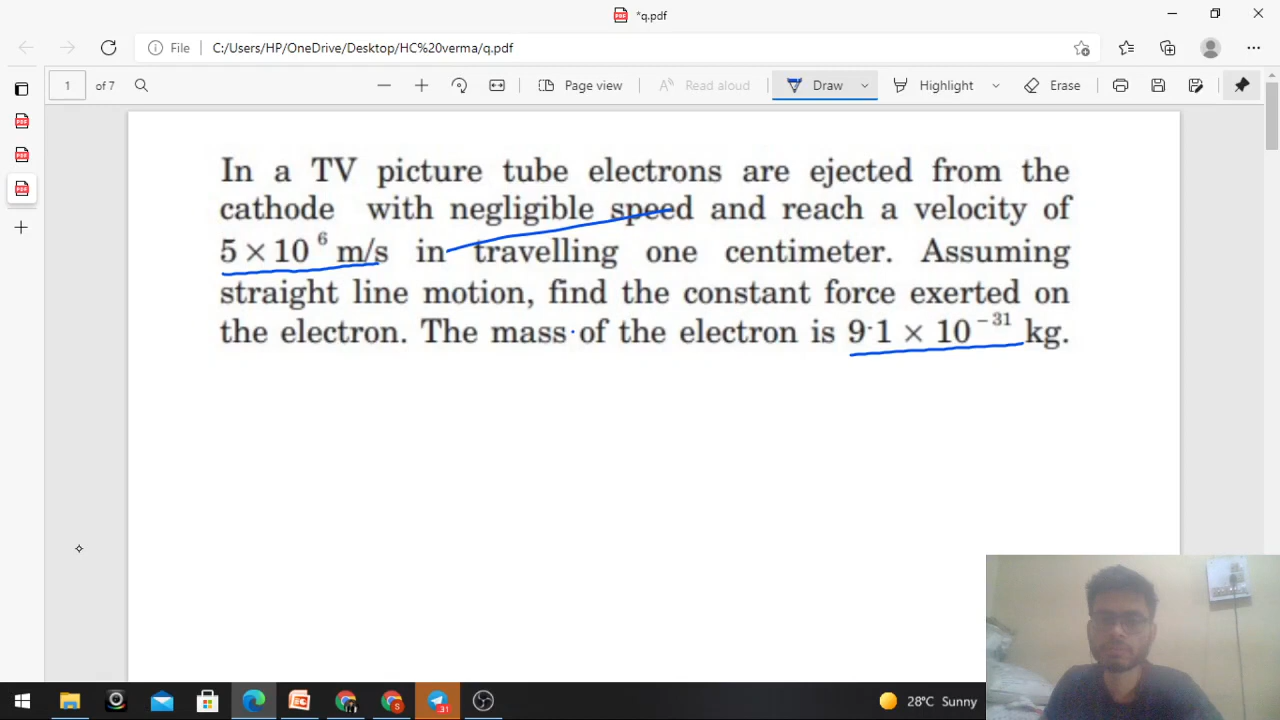 *q.pdf
File C:/Users/HP/OneDrive/Desktop/HC%20verma/q.pdf
1 of 7 Page view Read aloud Draw Highlight Erase
In a TV picture tube electrons are ejected from the
cathode with negligible speed and reach a velocity of
5 × 10⁶ m/s in travelling one centimeter. Assuming
straight line motion, find the constant force exerted on
the electron. The mass of the electron is 9·1 × 10⁻³¹ kg.
28°C Sunny